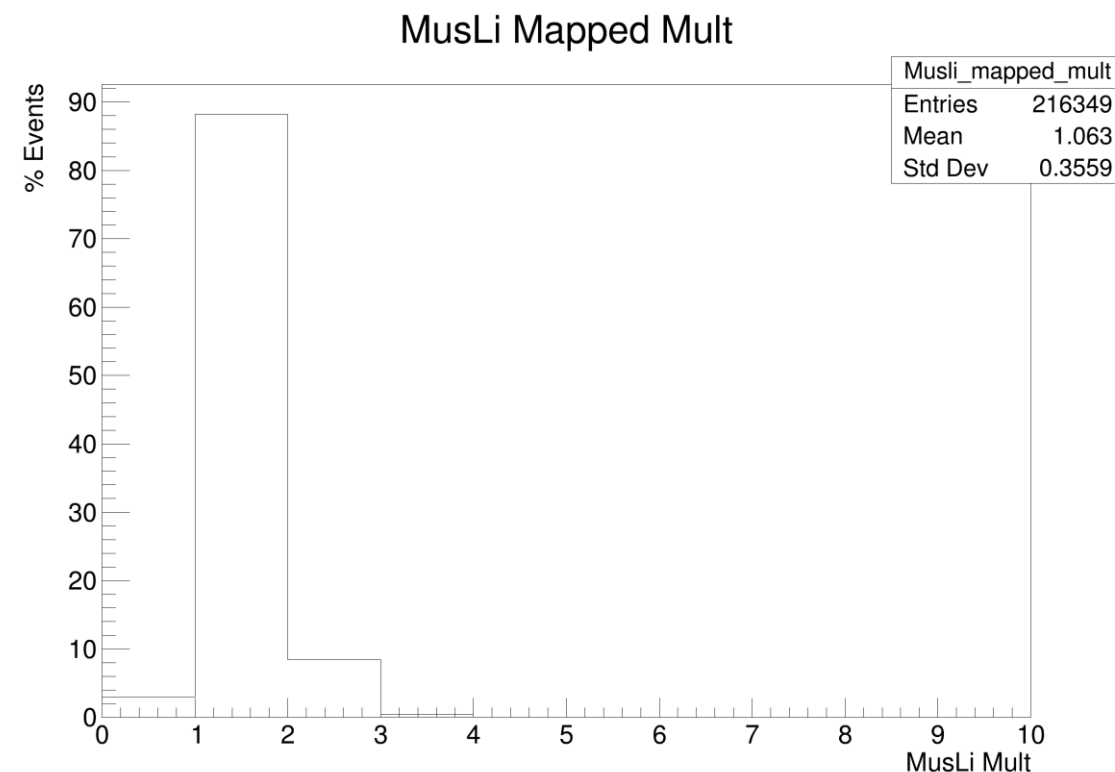 MusLi Mapped Mult
Musli_mapped_mult
Entries 216349
Mean 1.063
Std Dev 0.3559
% Events
90
80
70
60
50
40
30
20
10
0
0 1 2 3 4 5 6 7 8 9 10
MusLi Mult